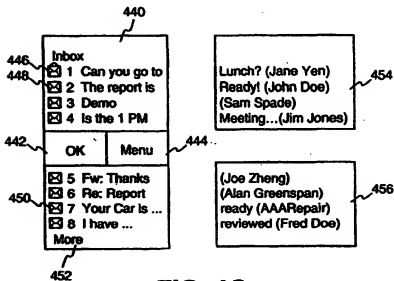 440
446
448
Inbox
1 Can you go to
2 The report is
3 Demo
4 Is the 1 PM
442
OK
Menu
444
450
5 Fw: Thanks
6 Re: Report
7 Your Car is ...
8 I have ...
More
452
Lunch? (Jane Yen)
Ready! (John Doe)
(Sam Spade)
Meeting...(Jim Jones)
454
(Joe Zheng)
(Alan Greenspan)
ready (AAARepair)
reviewed (Fred Doe)
456